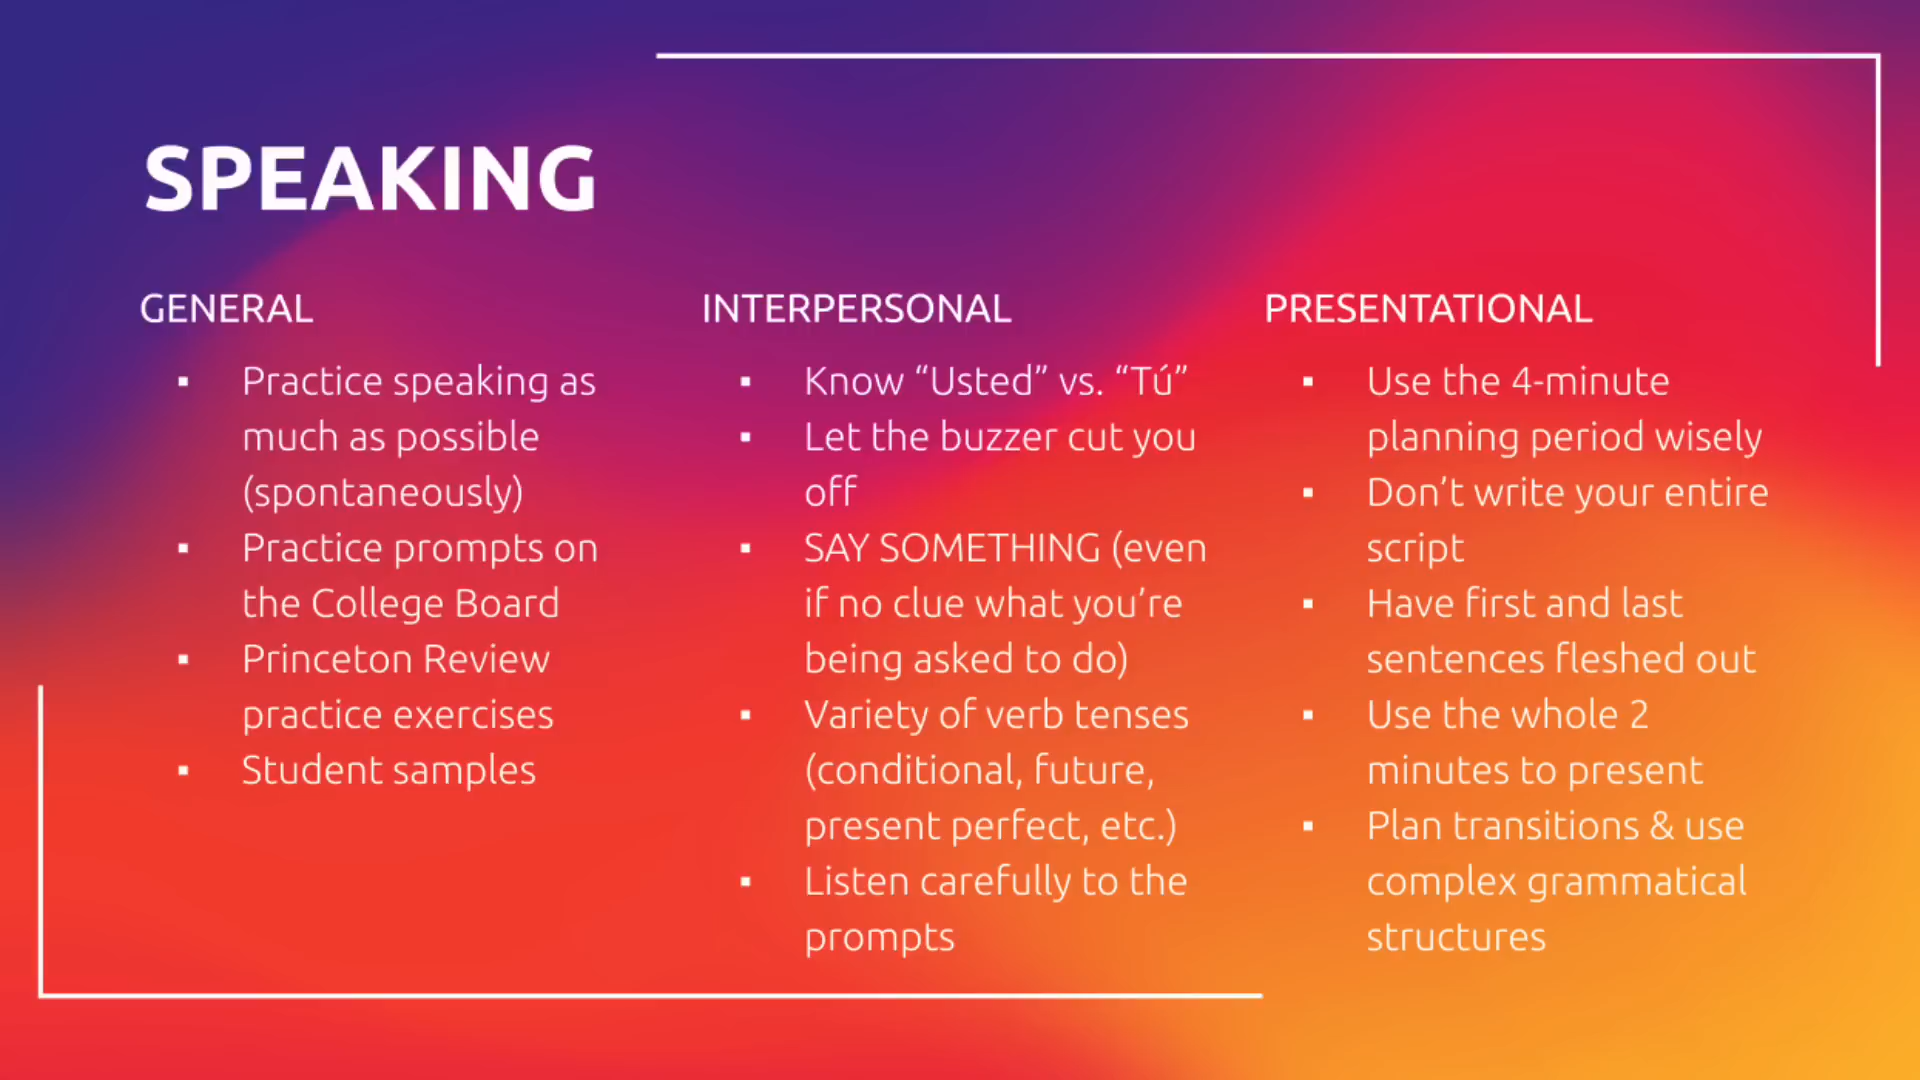 SPEAKING
GENERAL
▪ Practice speaking as
much as possible
(spontaneously)
▪ Practice prompts on
the College Board
▪ Princeton Review
practice exercises
▪ Student samples
INTERPERSONAL
▪ Know “Usted” vs. “Tú”
▪ Let the buzzer cut you
off
▪ SAY SOMETHING (even
if no clue what you’re
being asked to do)
▪ Variety of verb tenses
(conditional, future,
present perfect, etc.)
▪ Listen carefully to the
prompts
PRESENTATIONAL
▪ Use the 4-minute
planning period wisely
▪ Don’t write your entire
script
▪ Have first and last
sentences fleshed out
▪ Use the whole 2
minutes to present
▪ Plan transitions & use
complex grammatical
structures